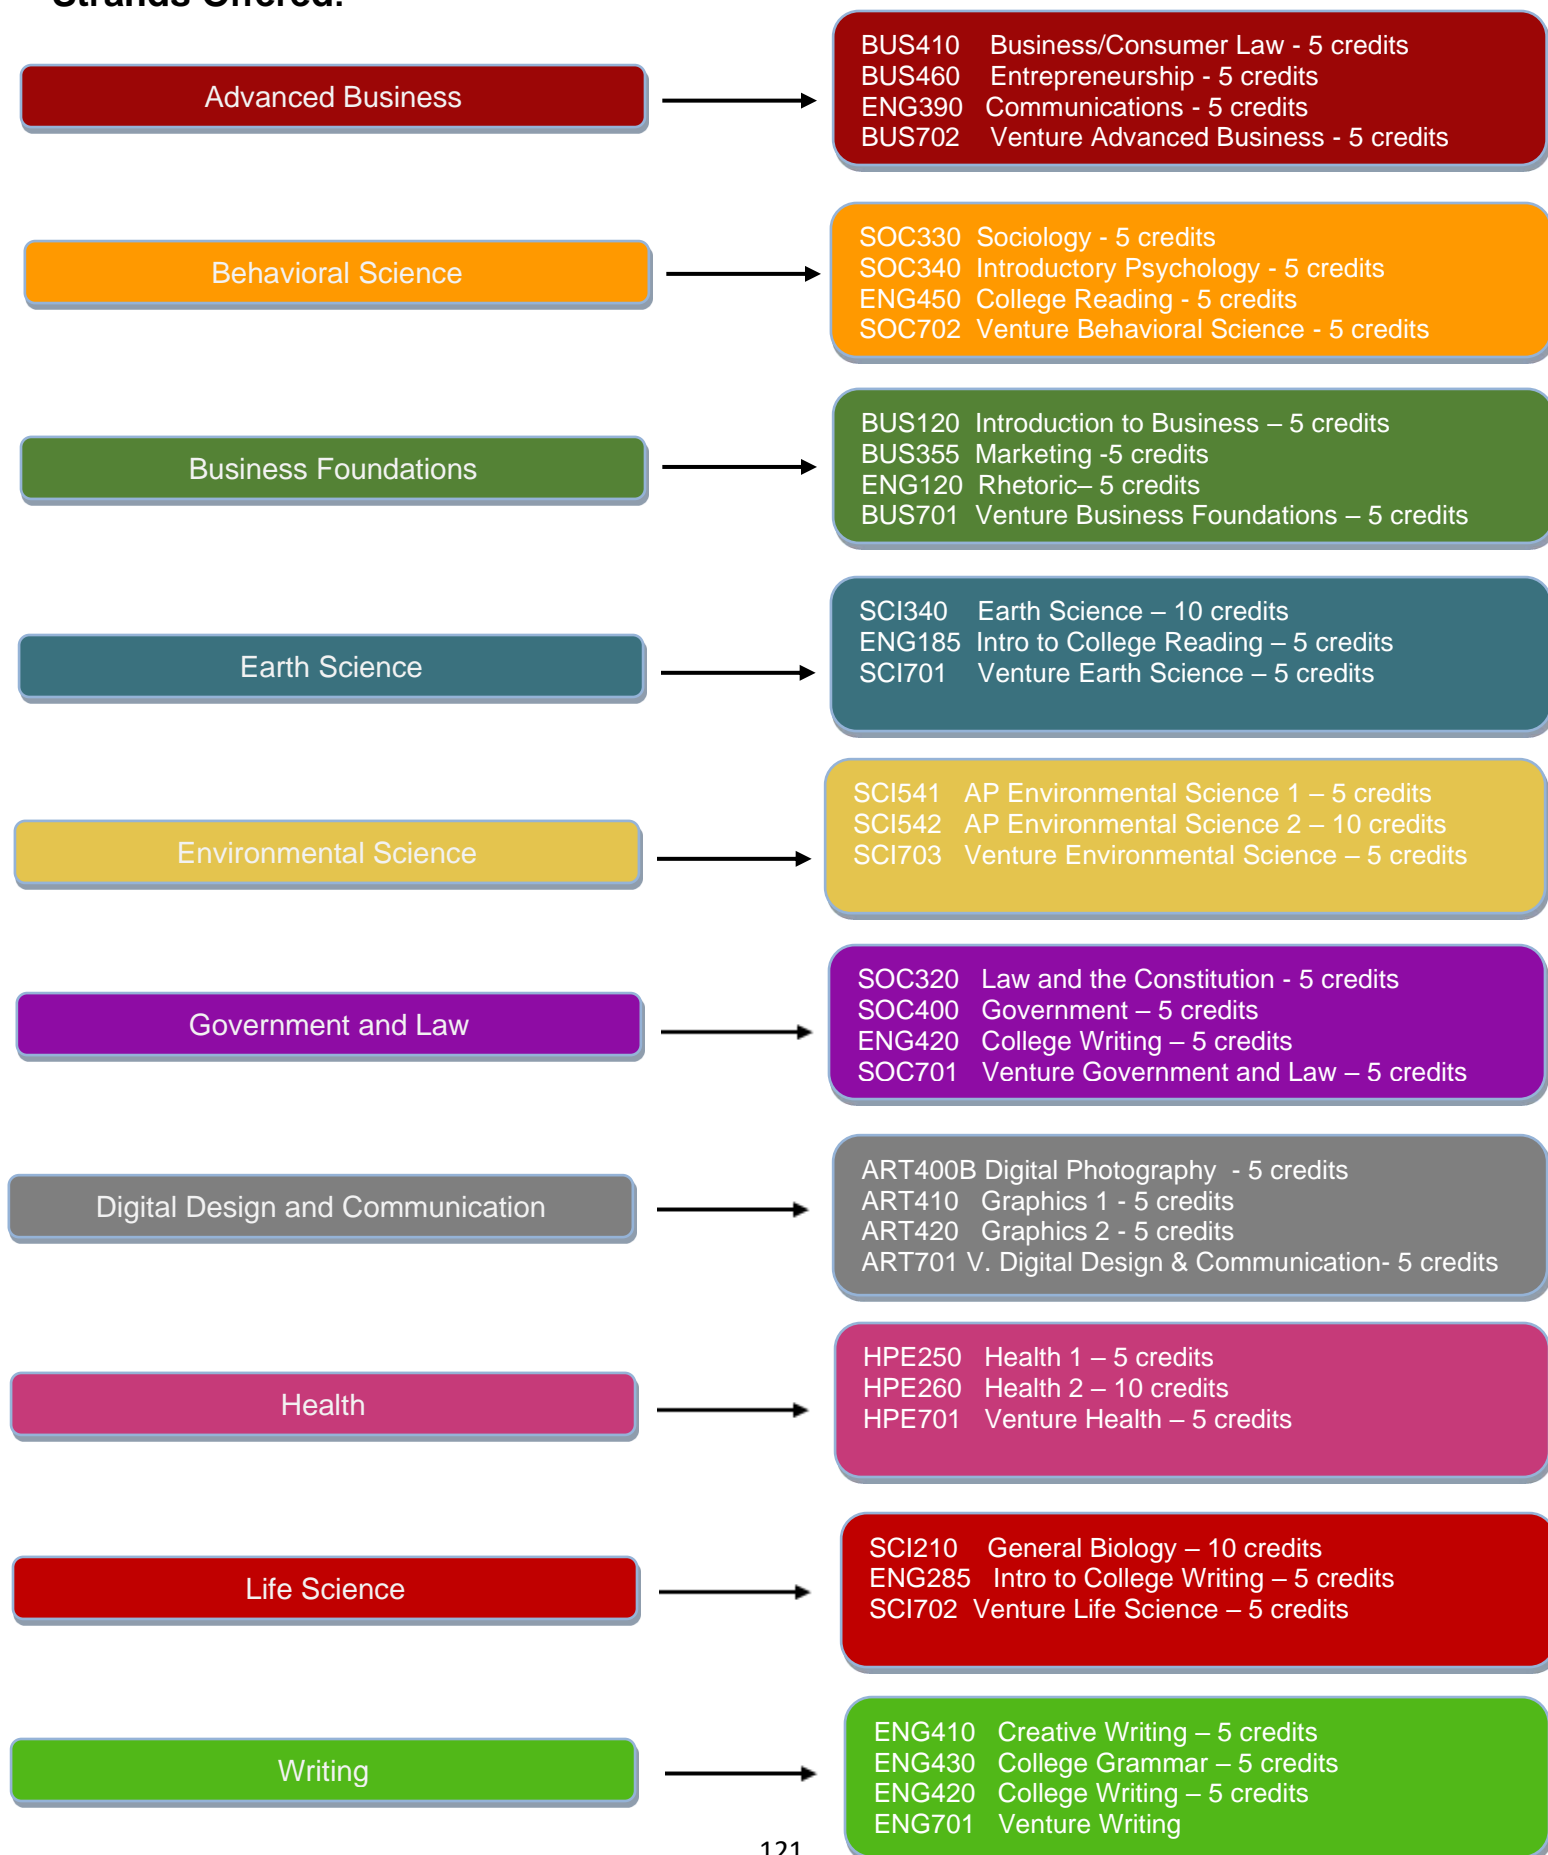 Strands Offered:
Advanced Business
BUS410 Business/Consumer Law - 5 credits
BUS460 Entrepreneurship - 5 credits
ENG390 Communications - 5 credits
BUS702 Venture Advanced Business - 5 credits
Behavioral Science
SOC330 Sociology - 5 credits
SOC340 Introductory Psychology - 5 credits
ENG450 College Reading - 5 credits
SOC702 Venture Behavioral Science - 5 credits
Business Foundations
BUS120 Introduction to Business – 5 credits
BUS355 Marketing -5 credits
ENG120 Rhetoric– 5 credits
BUS701 Venture Business Foundations – 5 credits
Earth Science
SCI340 Earth Science – 10 credits
ENG185 Intro to College Reading – 5 credits
SCI701 Venture Earth Science – 5 credits
Environmental Science
SCI541 AP Environmental Science 1 – 5 credits
SCI542 AP Environmental Science 2 – 10 credits
SCI703 Venture Environmental Science – 5 credits
Government and Law
SOC320 Law and the Constitution - 5 credits
SOC400 Government – 5 credits
ENG420 College Writing – 5 credits
SOC701 Venture Government and Law – 5 credits
Digital Design and Communication
ART400B Digital Photography - 5 credits
ART410 Graphics 1 - 5 credits
ART420 Graphics 2 - 5 credits
ART701 V. Digital Design & Communication- 5 credits
Health
HPE250 Health 1 – 5 credits
HPE260 Health 2 – 10 credits
HPE701 Venture Health – 5 credits
Life Science
SCI210 General Biology – 10 credits
ENG285 Intro to College Writing – 5 credits
SCI702 Venture Life Science – 5 credits
Writing
ENG410 Creative Writing – 5 credits
ENG430 College Grammar – 5 credits
ENG420 College Writing – 5 credits
ENG701 Venture Writing
121